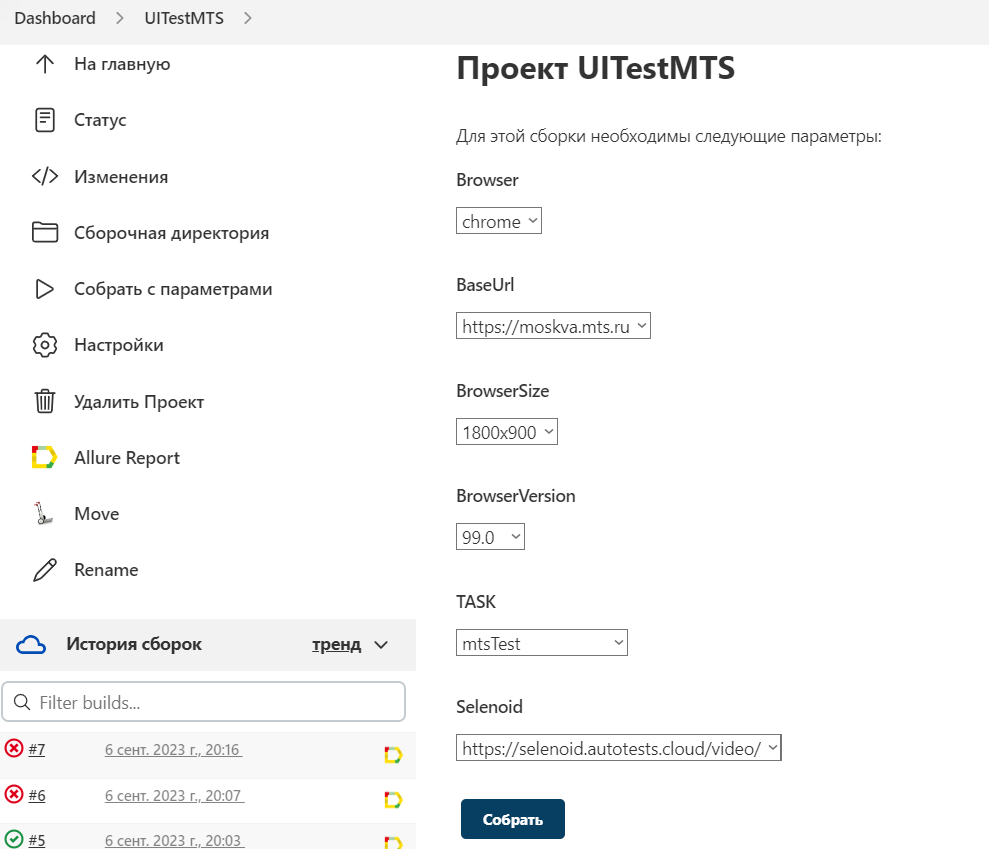 Dashboard
UITestMTS
На главную
Статус
Изменения
Сборочная директория
Собрать с параметрами
Настройки
Удалить Проект
Allure Report
Move
Rename
История сборок
тренд
Filter builds...
#7
6 сент. 2023 г., 20:16
#6
6 сент. 2023 г., 20:07
#5
6 сент. 2023 г., 20:03
Проект UITestMTS
Для этой сборки необходимы следующие параметры:
Browser
chrome
BaseUrl
https://moskva.mts.ru
BrowserSize
1800x900
BrowserVersion
99.0
TASK
mtsTest
Selenoid
https://selenoid.autotests.cloud/video/
Собрать